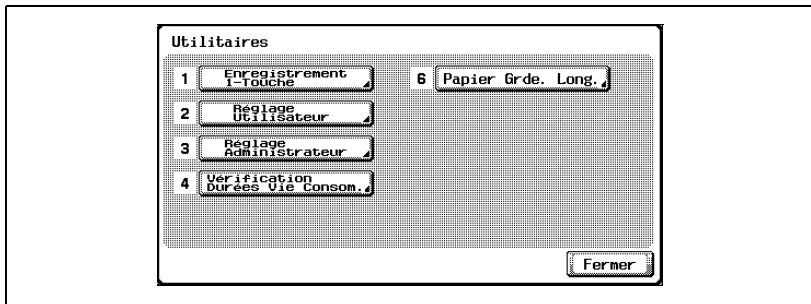 Utilitaires
1 Enregistrement
1-Touche
2 Réglage
Utilisateur
3 Réglage
Administrateur
4 Vérification
Durées Vie Consom.
6 Papier Grde. Long.
Fermer